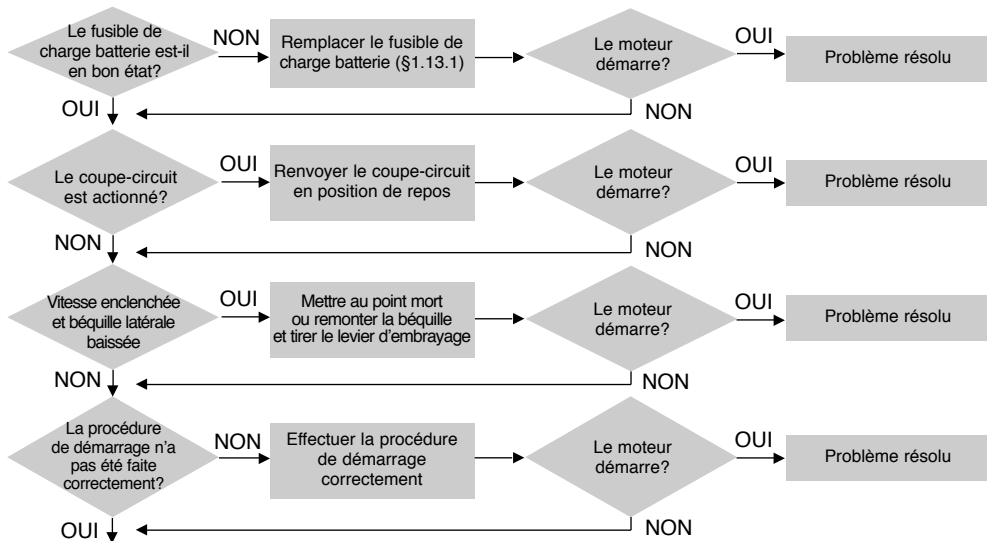 Le fusible de
charge batterie est-il
en bon état?
NON
Remplacer le fusible de
charge batterie (§1.13.1)
Le moteur
démarre?
OUI
Problème résolu
OUI
NON
Le coupe-circuit
est actionné?
OUI
Renvoyer le coupe-circuit
en position de repos
Le moteur
démarre?
OUI
Problème résolu
NON
NON
Vitesse enclenchée
et béquille latérale
baissée
OUI
Mettre au point mort
ou remonter la béquille
et tirer le levier d'embrayage
Le moteur
démarre?
OUI
Problème résolu
NON
NON
La procédure
de démarrage n'a
pas été faite
correctement?
NON
Effectuer la procédure
de démarrage
correctement
Le moteur
démarre?
OUI
Problème résolu
OUI
NON